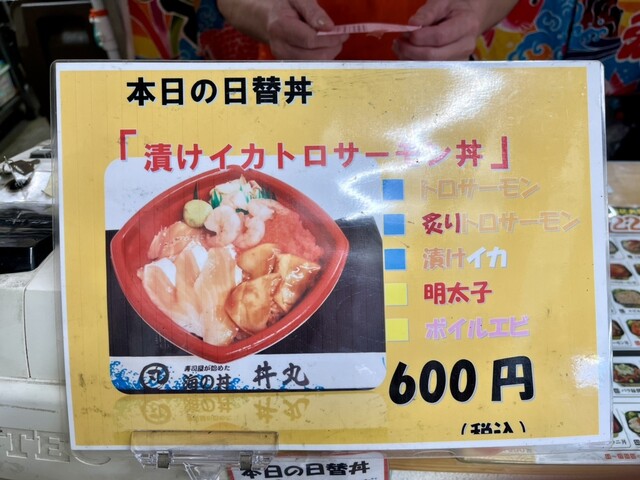 本日の日替丼
「漬けイカトロサーモン丼」
トロサーモン
炙りトロサーモン
漬けイカ
明太子
ボイルエビ
寿司屋が始めた
海の丼 丼丸
600円
(税込)
TEC
本日の日替丼